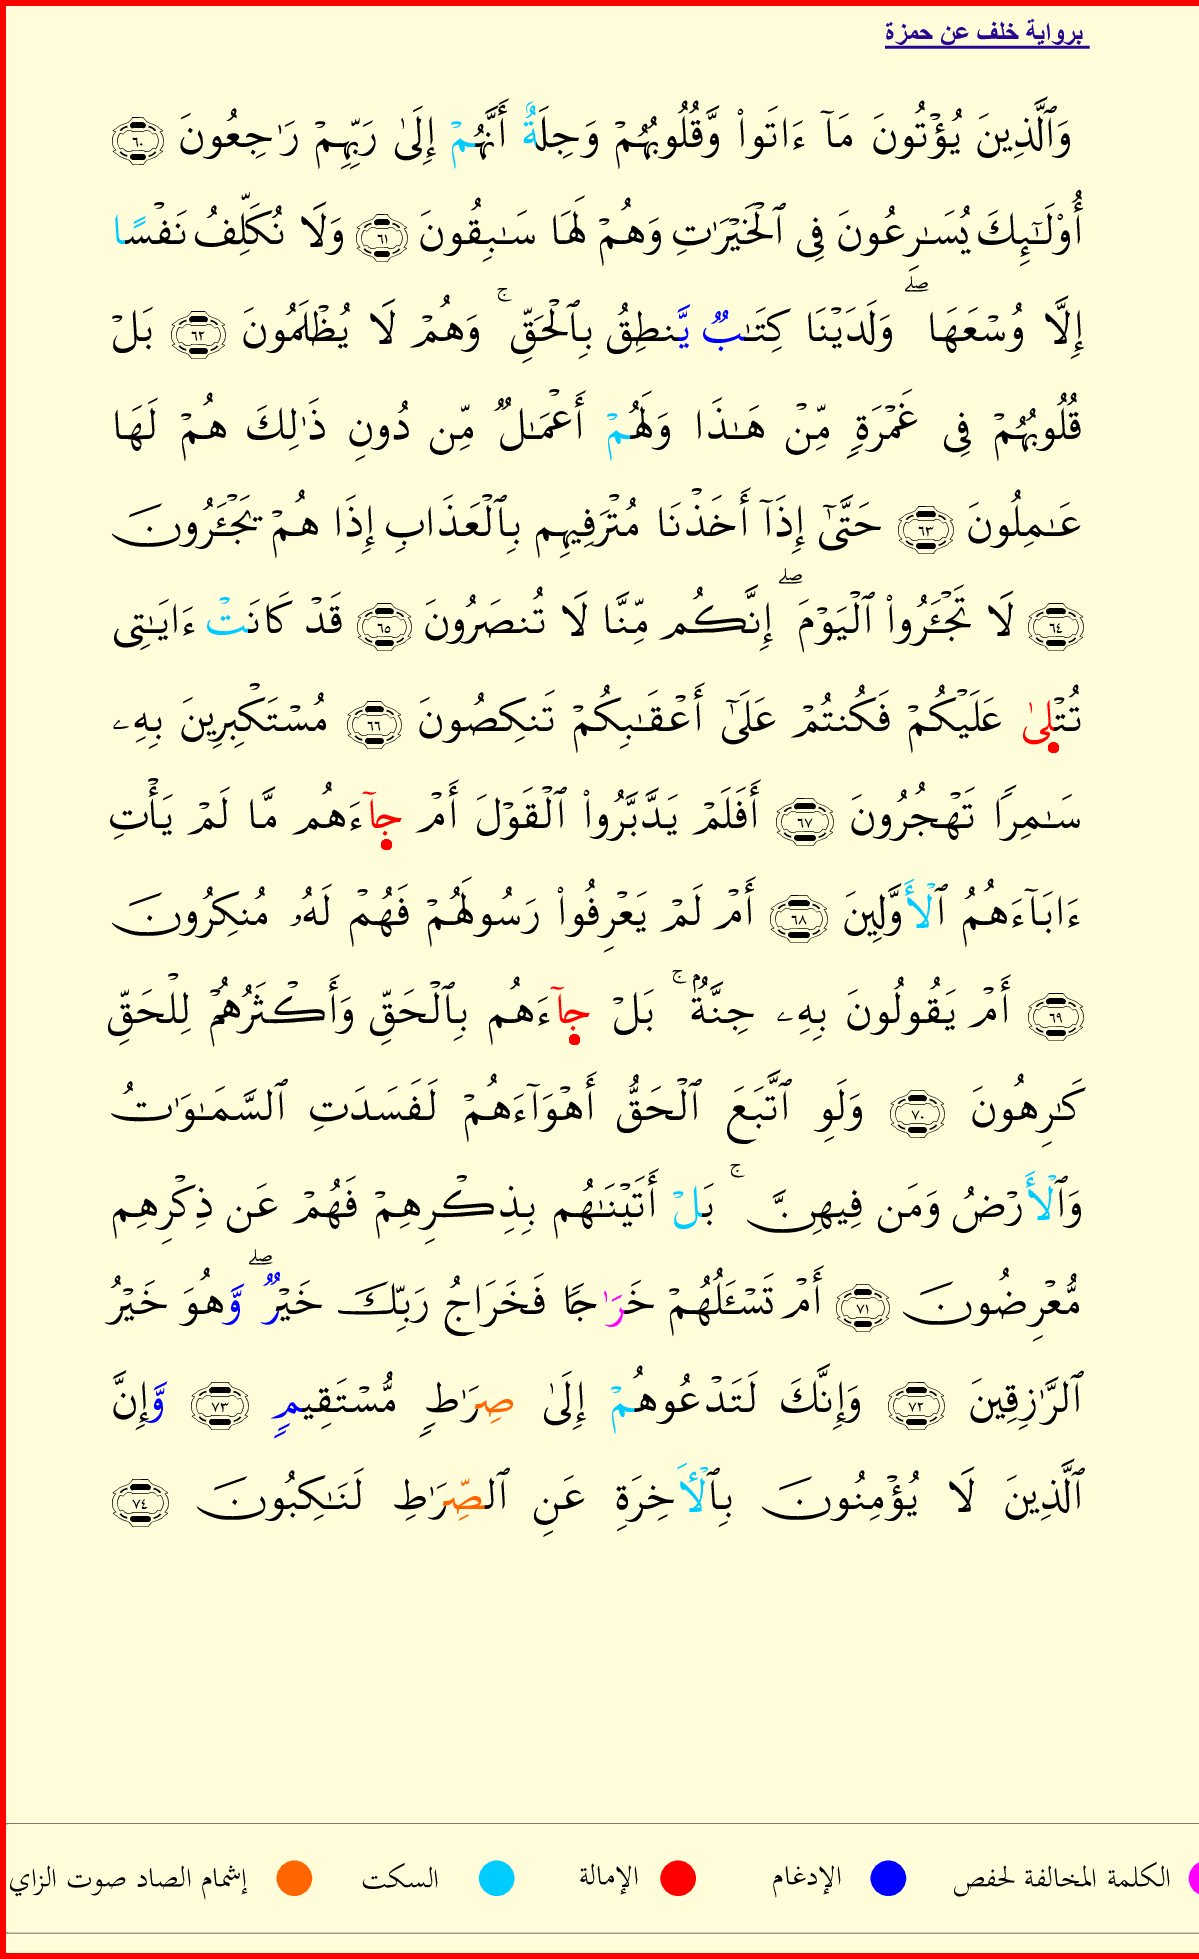 برواية خلف عن حمزة
وَٱلَّذِينَ يُؤْتُونَ مَآ ءَاتَوا۟ وَّقُلُوبُهُمْ وَجِلَةٌ أَنَّهُمْ إِلَىٰ رَبِّهِمْ رَٰجِعُونَ ٦٠
أُو۟لَـٰٓئِكَ يُسَـٰرِعُونَ فِى ٱلْخَيْرَٰتِ وَهُمْ لَهَا سَـٰبِقُونَ ٦١ وَلَا نُكَلِّفُ نَفْسًا
إِلَّا وُسْعَهَا ۖ وَلَدَيْنَا كِتَـٰبٌ يَّنطِقُ بِٱلْحَقِّ ۚ وَهُمْ لَا يُظْلَمُونَ ٦٢ بَلْ
قُلُوبُهُمْ فِى غَمْرَةٍ مِّنْ هَـٰذَا وَلَهُمْ أَعْمَـٰلٌ مِّن دُونِ ذَٰلِكَ هُمْ لَهَا
عَـٰمِلُونَ ٦٣ حَتَّىٰٓ إِذَآ أَخَذْنَا مُتْرَفِيهِم بِٱلْعَذَابِ إِذَا هُمْ يَجْـَٔرُونَ
٦٤ لَا تَجْـَٔرُوا۟ ٱلْيَوْمَ ۖ إِنَّكُم مِّنَّا لَا تُنصَرُونَ ٦٥ قَدْ كَانَتْ ءَايَـٰتِى
تُتْلِىٰ عَلَيْكُمْ فَكُنتُمْ عَلَىٰٓ أَعْقَـٰبِكُمْ تَنكِصُونَ ٦٦ مُسْتَكْبِرِينَ بِهِۦ
سَـٰمِرًا تَهْجُرُونَ ٦٧ أَفَلَمْ يَدَّبَّرُوا۟ ٱلْقَوْلَ أَمْ جِآءَهُم مَّا لَمْ يَأْتِ
ءَابَآءَهُمُ ٱلْأَوَّلِينَ ٦٨ أَمْ لَمْ يَعْرِفُوا۟ رَسُولَهُمْ فَهُمْ لَهُۥ مُنكِرُونَ
٦٩ أَمْ يَقُولُونَ بِهِۦ جِنَّةٌۢ ۚ بَلْ جِآءَهُم بِٱلْحَقِّ وَأَكْثَرُهُمْ لِلْحَقِّ
كَـٰرِهُونَ ٧٠ وَلَوِ ٱتَّبَعَ ٱلْحَقُّ أَهْوَآءَهُمْ لَفَسَدَتِ ٱلسَّمَـٰوَٰتُ
وَٱلْأَرْضُ وَمَن فِيهِنَّ ۚ بَلْ أَتَيْنَـٰهُم بِذِكْرِهِمْ فَهُمْ عَن ذِكْرِهِم
مُّعْرِضُونَ ٧١ أَمْ تَسْـَٔلُهُمْ خَرَٰجًا فَخَرَاجُ رَبِّكَ خَيْرٌ ۖ وَّهُوَ خَيْرُ
ٱلرَّٰزِقِينَ ٧٢ وَإِنَّكَ لَتَدْعُوهُمْ إِلَىٰ صِرَٰطٍ مُّسْتَقِيمٍ ٧٣ وَّإِنَّ
ٱلَّذِينَ لَا يُؤْمِنُونَ بِٱلْأَخِرَةِ عَنِ ٱلصِّرَٰطِ لَنَـٰكِبُونَ ٧٤
الكلمة المخالفة لحفص الإدغام الإمالة السكت إشمام الصاد صوت الزاي